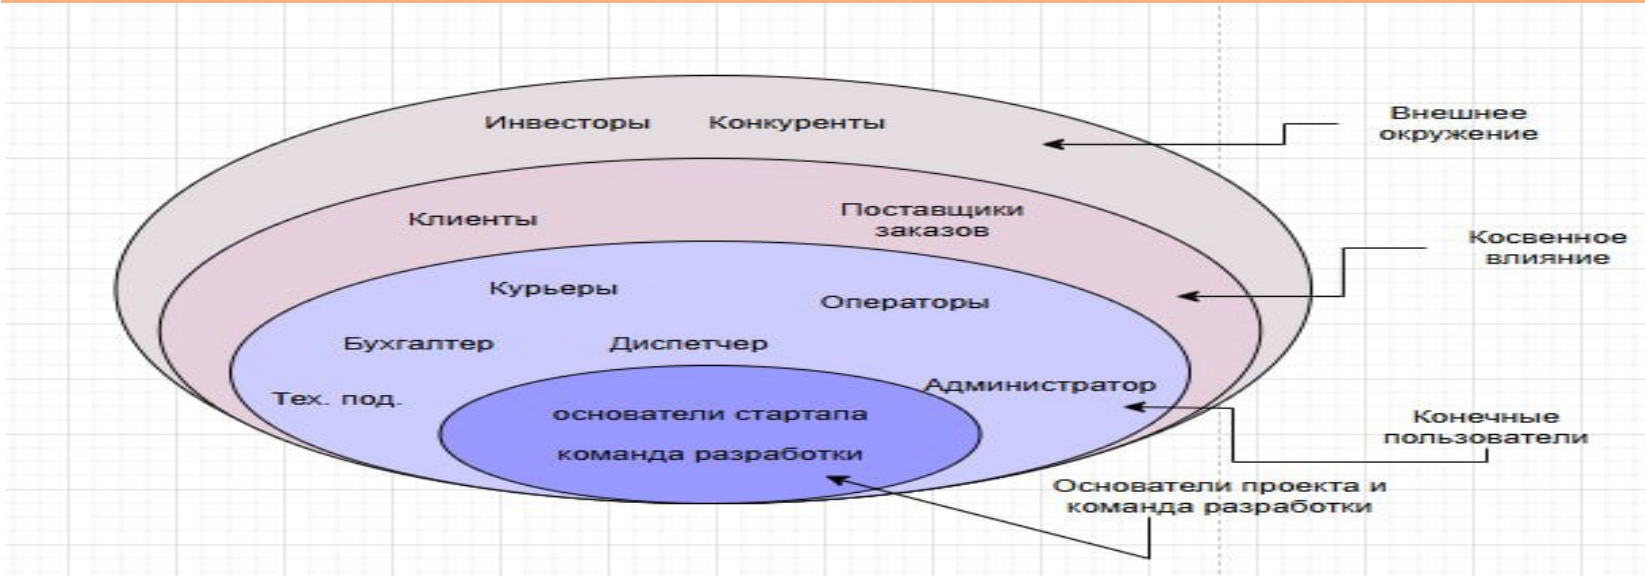 Инвесторы Конкуренты
Внешнее
окружение
Клиенты
Поставщики
заказов
Косвенное
влияние
Курьеры
Операторы
Бухгалтер Диспетчер
Администратор
Тех. под.
основатели стартапа
команда разработки
Конечные
пользователи
Основатели проекта и
команда разработки